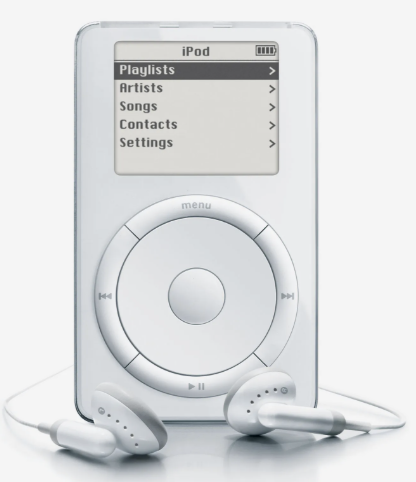 iPod
Playlists >
Artists >
Songs >
Contacts >
Settings >
menu